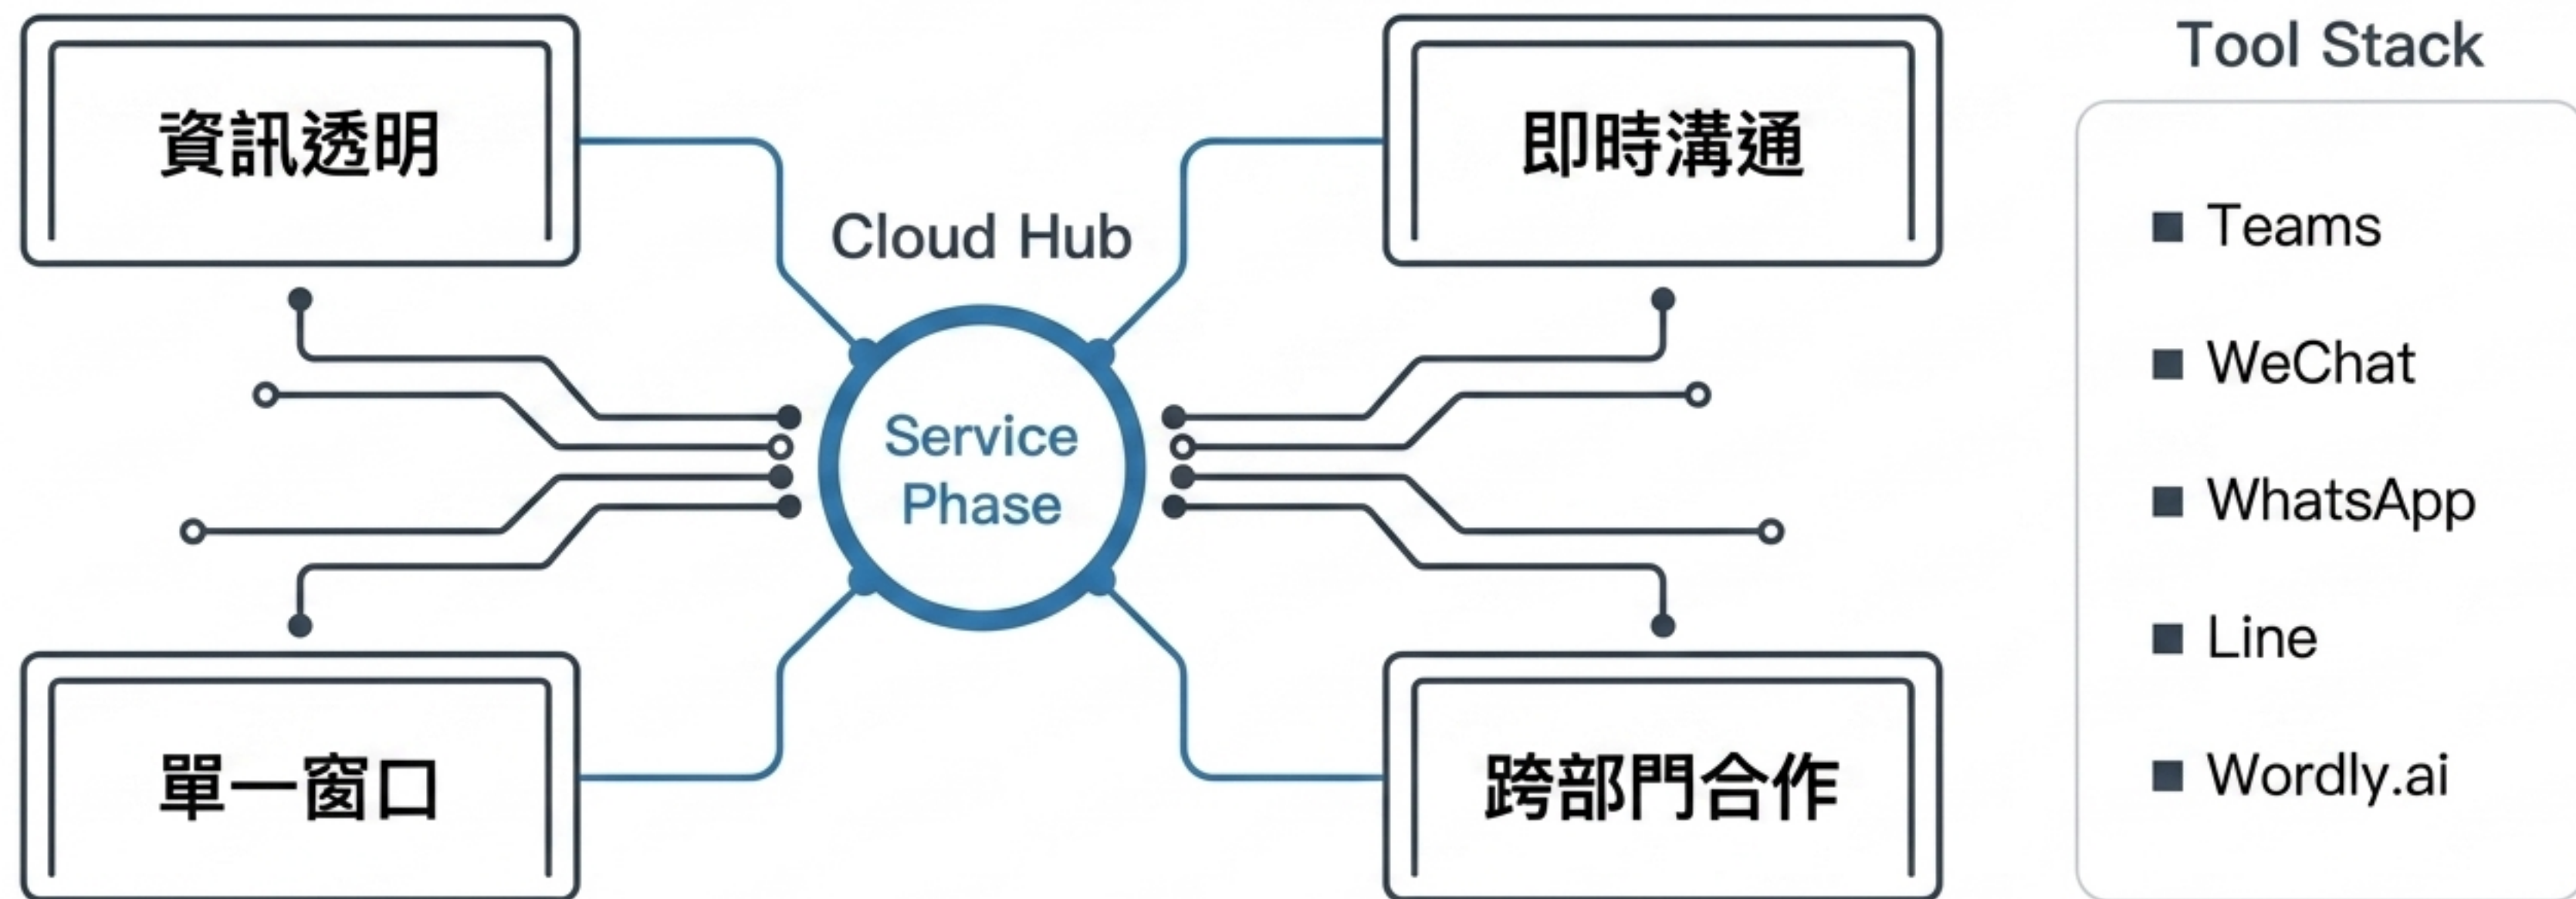 資訊透明
即時溝通
Cloud Hub
Service
Phase
單一窗口
跨部門合作
Tool Stack
Teams
WeChat
WhatsApp
Line
Wordly.ai